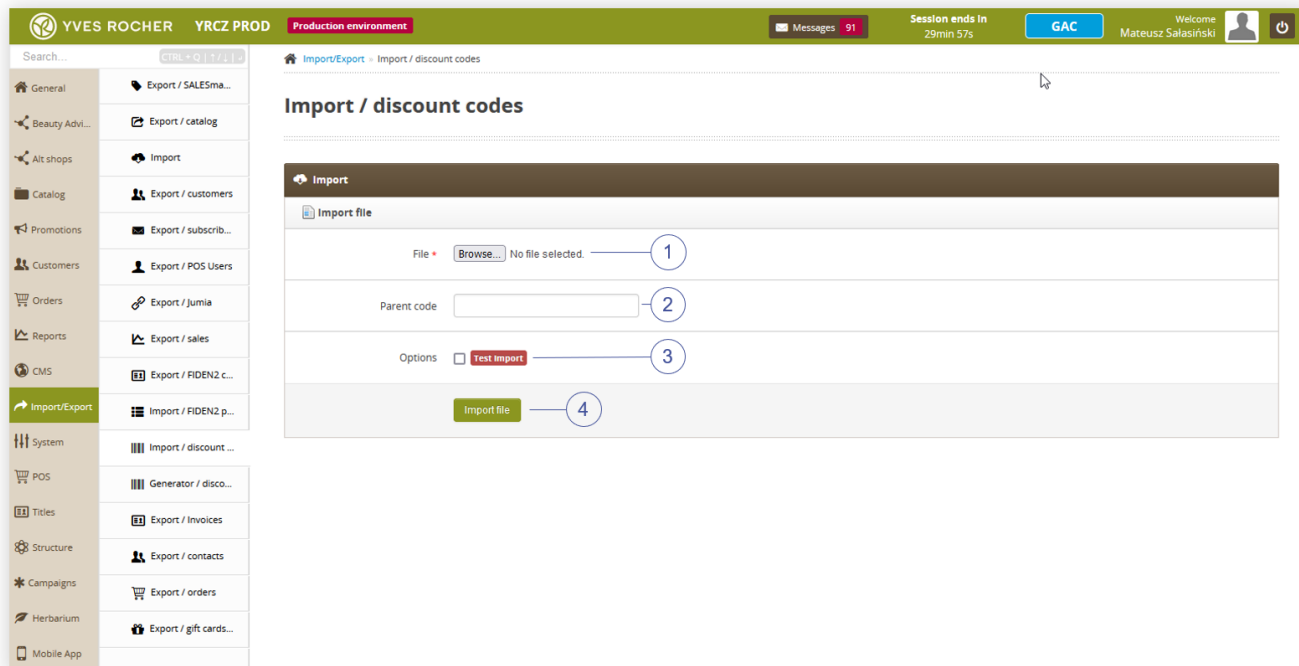 YVES ROCHER YRCZ PROD Production environment Messages 91 Session ends in 29min 57s GAC Welcome Mateusz Sałasiński
Search... CTRL + Q | ↑ / ↓ | ↵
General
Beauty Advi...
Alt shops
Catalog
Promotions
Customers
Orders
Reports
CMS
Import/Export
System
POS
Titles
Structure
Campaigns
Herbarium
Mobile App
Export / SALESma...
Export / catalog
Import
Export / customers
Export / subscrib...
Export / POS Users
Export / Jumia
Export / sales
Export / FIDEN2 c...
Import / FIDEN2 p...
Import / discount ...
Generator / disco...
Export / Invoices
Export / contacts
Export / orders
Export / gift cards...
Import/Export » Import / discount codes
Import / discount codes
Import
Import file
File * Browse... No file selected. 1
Parent code 2
Options Test Import 3
Import file 4